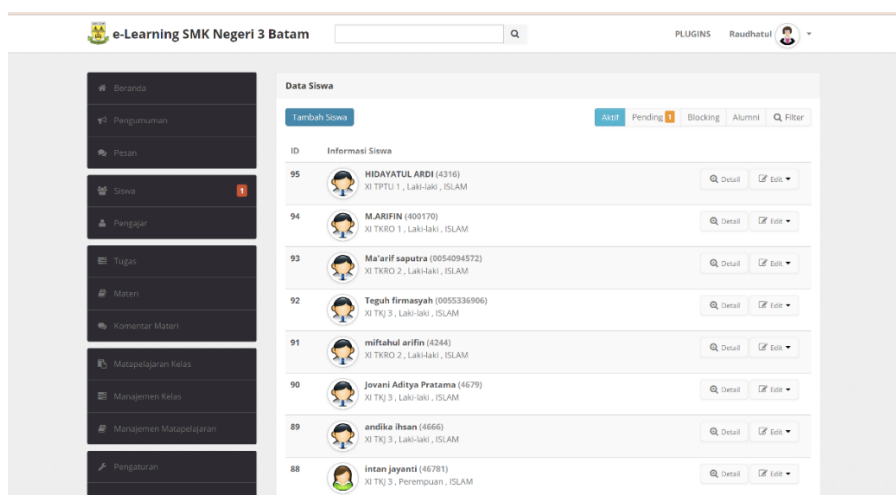 e-Learning SMK Negeri 3 Batam
PLUGINS
Raudhatul
Beranda
Pengumuman
Pesan
Siswa 1
Pengajar
Tugas
Materi
Komentar Materi
Matapelajaran Kelas
Manajemen Kelas
Manajemen Matapelajaran
Pengaturan
Data Siswa
Tambah Siswa
Aktif Pending 1 Blocking Alumni Filter
ID Informasi Siswa
95 HIDAYATUL ARDI (4316) Detail Edit
XI TPTU 1 , Laki-laki , ISLAM
94 M.ARIFIN (400170) Detail Edit
XI TKRO 1 , Laki-laki , ISLAM
93 Ma'arif saputra (0054094572) Detail Edit
XI TKRO 2 , Laki-laki , ISLAM
92 Teguh firmasyah (0055336906) Detail Edit
XI TKJ 3 , Laki-laki , ISLAM
91 miftahul arifin (4244) Detail Edit
XI TKRO 2 , Laki-laki , ISLAM
90 Jovani Aditya Pratama (4679) Detail Edit
XI TKJ 3 , Laki-laki , ISLAM
89 andika ihsan (4666) Detail Edit
XI TKJ 3 , Laki-laki , ISLAM
88 intan jayanti (46781) Detail Edit
XI TKJ 3 , Perempuan , ISLAM